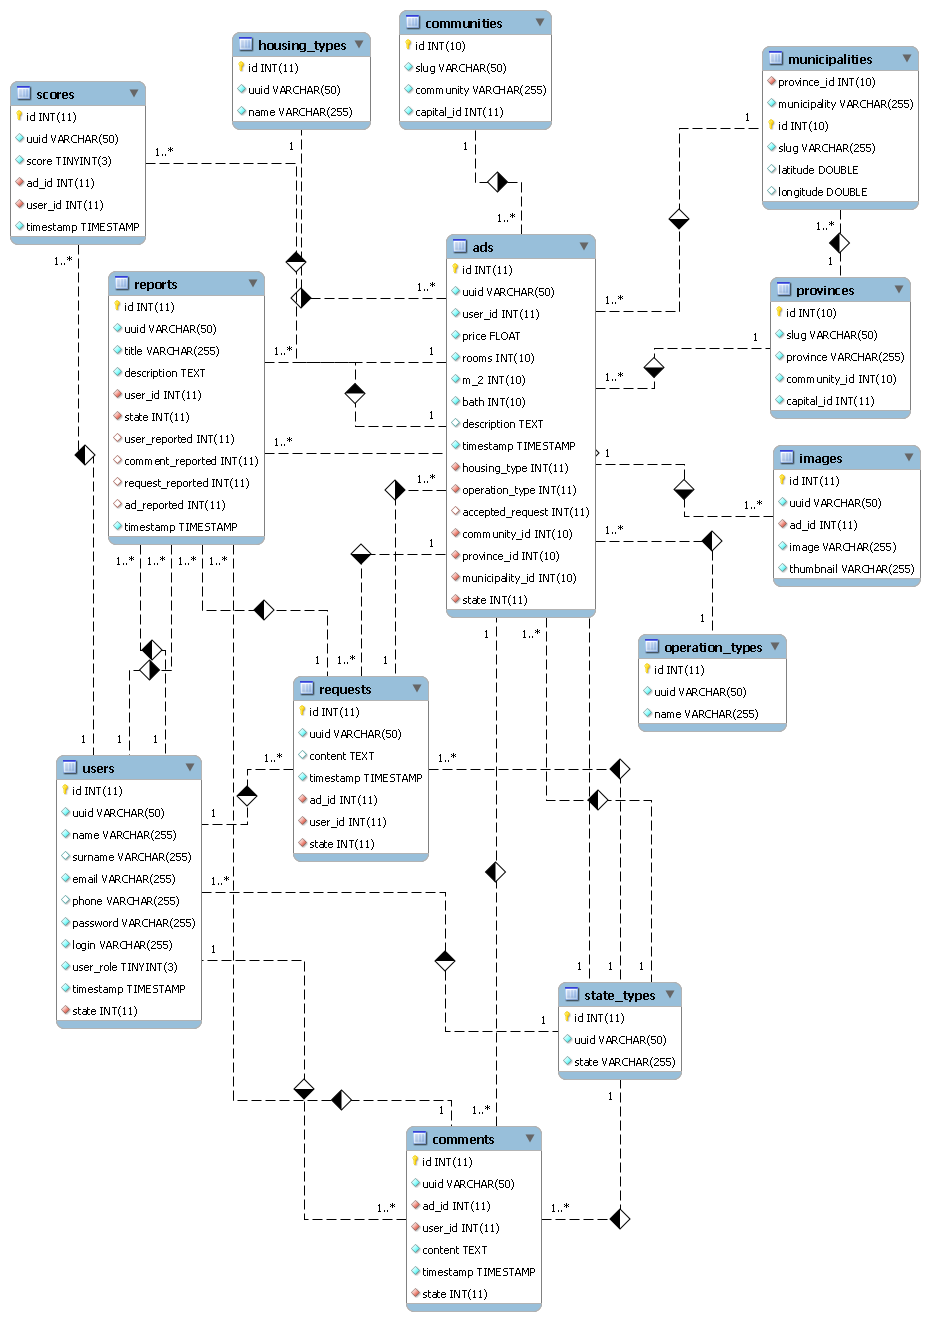 communities
id INT(10)
slug VARCHAR(50)
community VARCHAR(255)
capital_id INT(11)
1
1..*
housing_types
id INT(11)
uuid VARCHAR(50)
name VARCHAR(255)
1
1..*
municipalities
province_id INT(10)
municipality VARCHAR(255)
id INT(10)
slug VARCHAR(255)
latitude DOUBLE
longitude DOUBLE
1
1..*
1..*
1
scores
id INT(11)
uuid VARCHAR(50)
score TINYINT(3)
ad_id INT(11)
user_id INT(11)
timestamp TIMESTAMP
1..*
1..*
ads
id INT(11)
uuid VARCHAR(50)
user_id INT(11)
price FLOAT
rooms INT(10)
m_2 INT(10)
bath INT(10)
description TEXT
timestamp TIMESTAMP
housing_type INT(11)
operation_type INT(11)
accepted_request INT(11)
community_id INT(10)
province_id INT(10)
municipality_id INT(10)
state INT(11)
reports
id INT(11)
uuid VARCHAR(50)
title VARCHAR(255)
description TEXT
user_id INT(11)
state INT(11)
user_reported INT(11)
comment_reported INT(11)
request_reported INT(11)
ad_reported INT(11)
timestamp TIMESTAMP
1..*
1
1
1..*
1..*
1
provinces
id INT(10)
slug VARCHAR(50)
province VARCHAR(255)
community_id INT(10)
capital_id INT(11)
1
1..*
images
id INT(11)
uuid VARCHAR(50)
ad_id INT(11)
image VARCHAR(255)
thumbnail VARCHAR(255)
1
1..*
1..*
1
operation_types
id INT(11)
uuid VARCHAR(50)
name VARCHAR(255)
1..*
1..*
1..*
1..*
1
1..*
1
1
1..*
requests
id INT(11)
uuid VARCHAR(50)
content TEXT
timestamp TIMESTAMP
ad_id INT(11)
user_id INT(11)
state INT(11)
1..*
1..*
1
1
1
users
id INT(11)
uuid VARCHAR(50)
name VARCHAR(255)
surname VARCHAR(255)
email VARCHAR(255)
phone VARCHAR(255)
password VARCHAR(255)
login VARCHAR(255)
user_role TINYINT(3)
timestamp TIMESTAMP
state INT(11)
1
1..*
1
1
1
1
1
state_types
id INT(11)
uuid VARCHAR(50)
state VARCHAR(255)
1
1
1..*
comments
id INT(11)
uuid VARCHAR(50)
ad_id INT(11)
user_id INT(11)
content TEXT
timestamp TIMESTAMP
state INT(11)
1..*
1..*